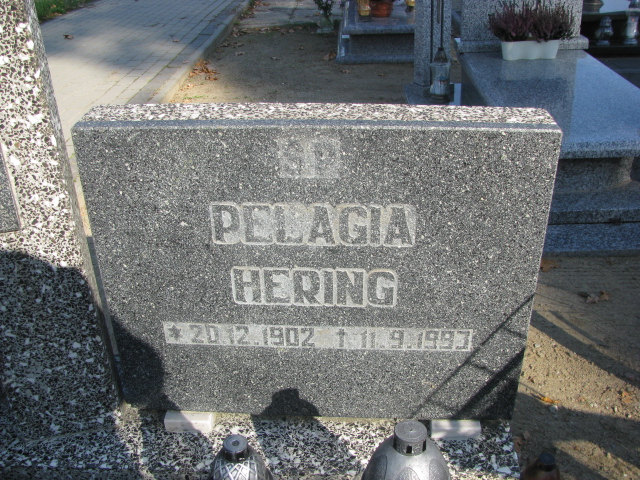 Ś.P.
PELAGIA
HERING
* 20.12.1902 † 11.9.1993